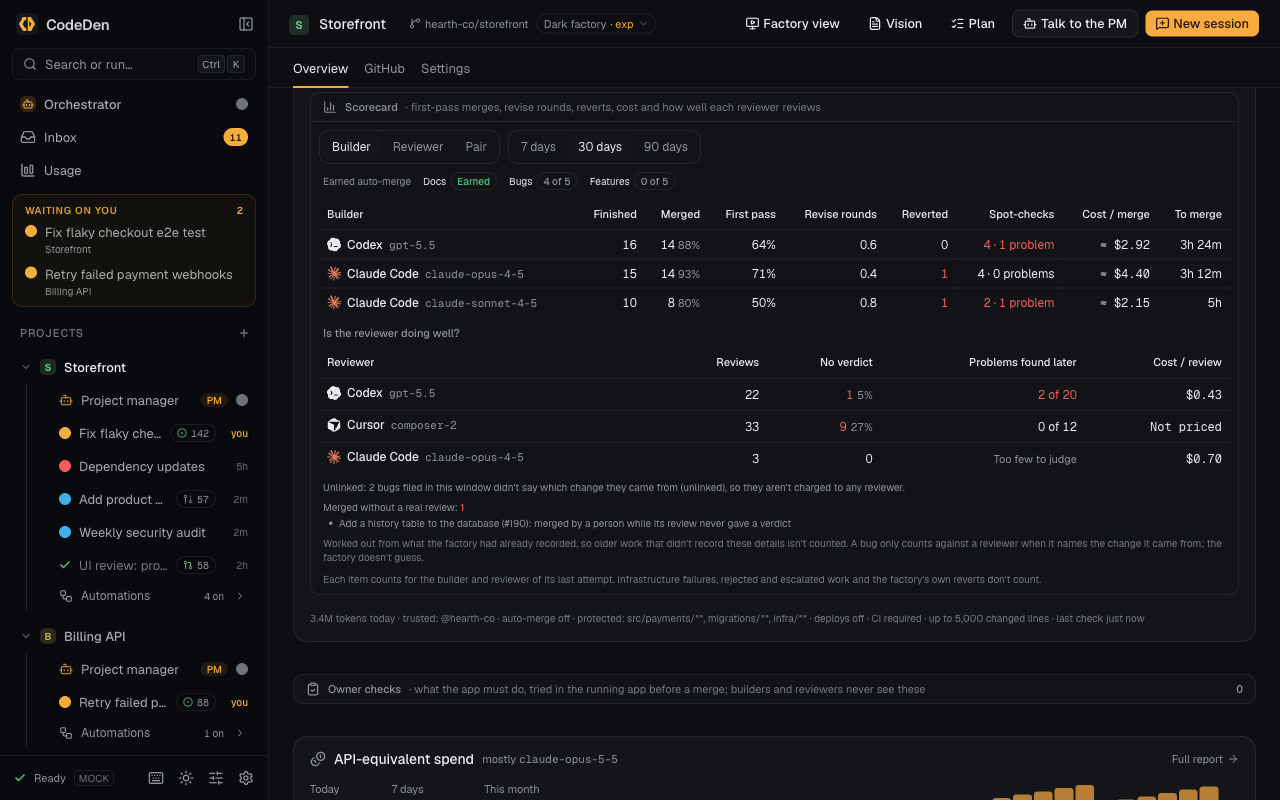 CodeDen
Search or run… Ctrl K
Orchestrator
Inbox 11
Usage
WAITING ON YOU 2
Fix flaky checkout e2e test
Storefront
Retry failed payment webhooks
Billing API
PROJECTS +
S Storefront
Project manager PM
Fix flaky che… 142 you
Dependency updates 5h
Add product … 57 2m
Weekly security audit 2m
UI review: pro… 58 2h
Automations 4 on
B Billing API
Project manager PM
Retry failed p… 88 you
Automations 1 on
Ready MOCK
S Storefront hearth-co/storefront Dark factory · exp
Factory view Vision Plan Talk to the PM New session
Overview GitHub Settings
Scorecard · first-pass merges, revise rounds, reverts, cost and how well each reviewer reviews
Builder Reviewer Pair 7 days 30 days 90 days
Earned auto-merge Docs Earned Bugs 4 of 5 Features 0 of 5
Builder Finished Merged First pass Revise rounds Reverted Spot-checks Cost / merge To merge
Codex gpt-5.5 16 14 88% 64% 0.6 0 4 · 1 problem ≈ $2.92 3h 24m
Claude Code claude-opus-4-5 15 14 93% 71% 0.4 1 4 · 0 problems ≈ $4.40 3h 12m
Claude Code claude-sonnet-4-5 10 8 80% 50% 0.8 1 2 · 1 problem ≈ $2.15 5h
Is the reviewer doing well?
Reviewer Reviews No verdict Problems found later Cost / review
Codex gpt-5.5 22 1 5% 2 of 20 $0.43
Cursor composer-2 33 9 27% 0 of 12 Not priced
Claude Code claude-opus-4-5 3 0 Too few to judge $0.70
Unlinked: 2 bugs filed in this window didn't say which change they came from (unlinked), so they aren't charged to any reviewer.
Merged without a real review: 1
• Add a history table to the database (#190): merged by a person while its review never gave a verdict
Worked out from what the factory had already recorded, so older work that didn't record these details isn't counted. A bug only counts against a reviewer when it names the change it came from; the
factory doesn't guess.
Each item counts for the builder and reviewer of its last attempt. Infrastructure failures, rejected and escalated work and the factory's own reverts don't count.
3.4M tokens today · trusted: @hearth-co · auto-merge off · protected: src/payments/**, migrations/**, infra/** · deploys off · CI required · up to 5,000 changed lines · last check just now
Owner checks · what the app must do, tried in the running app before a merge; builders and reviewers never see these 0
API-equivalent spend mostly claude-opus-5-5 Full report →
Today 7 days This month